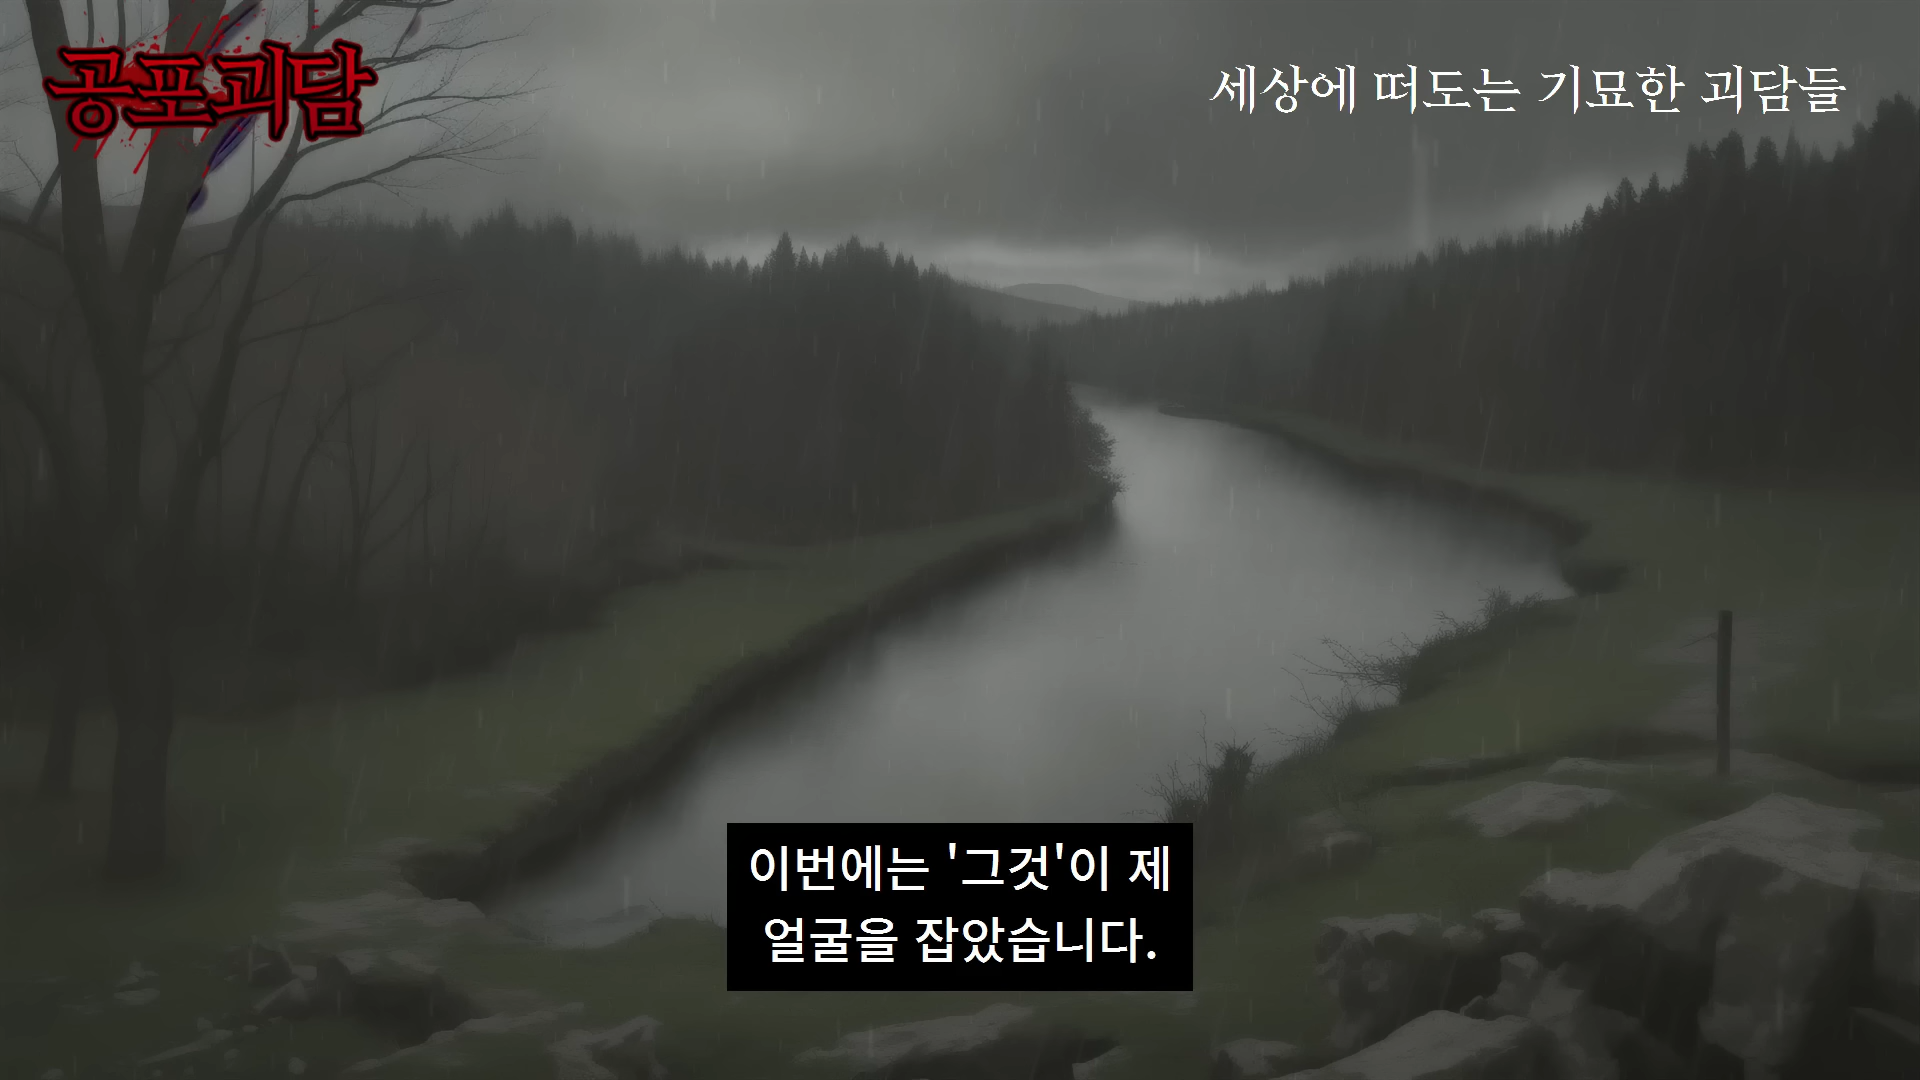 공포괴담
세상에 떠도는 기묘한 괴담들
이번에는 '그것'이 제
얼굴을 잡았습니다.